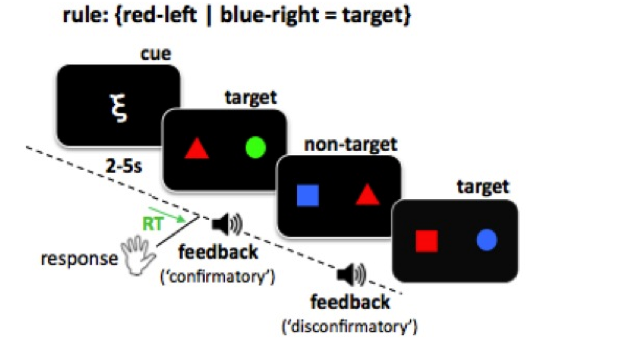 rule: {red-left | blue-right = target}
cue
ξ
target
non-target
target
2-5s
RT
response
feedback
('confirmatory')
feedback
('disconfirmatory')